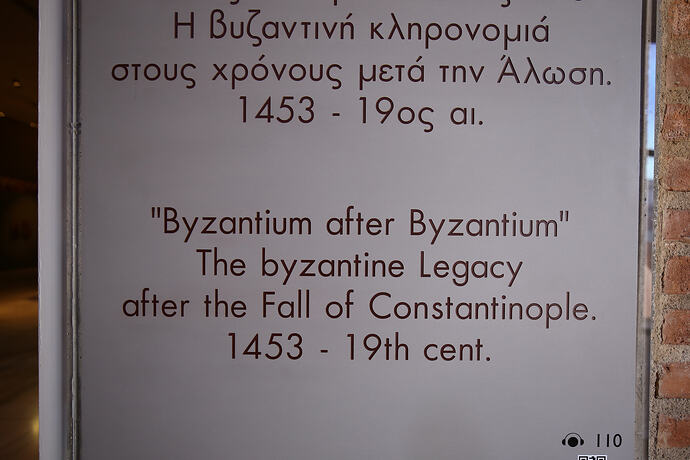 Η βυζαντινή κληρονομιά
στους χρόνους μετά την Άλωση.
1453 - 19ος αι.
"Byzantium after Byzantium"
The byzantine Legacy
after the Fall of Constantinople.
1453 - 19th cent.
110